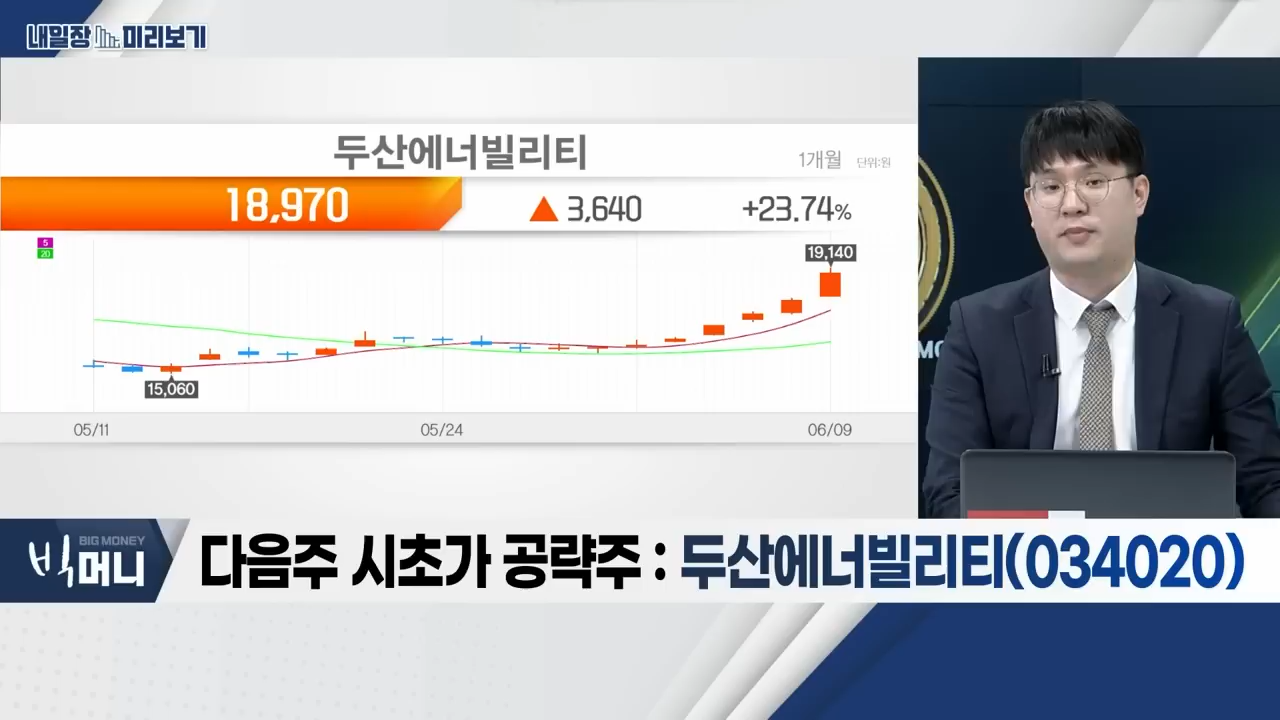 내일장 미리보기
두산에너빌리티
1개월 단위:원
18,970 ▲ 3,640 +23.74%
5
20
19,140
15,060
05/11 05/24 06/09
BIG MONEY
빅머니
다음주 시초가 공략주 : 두산에너빌리티(034020)